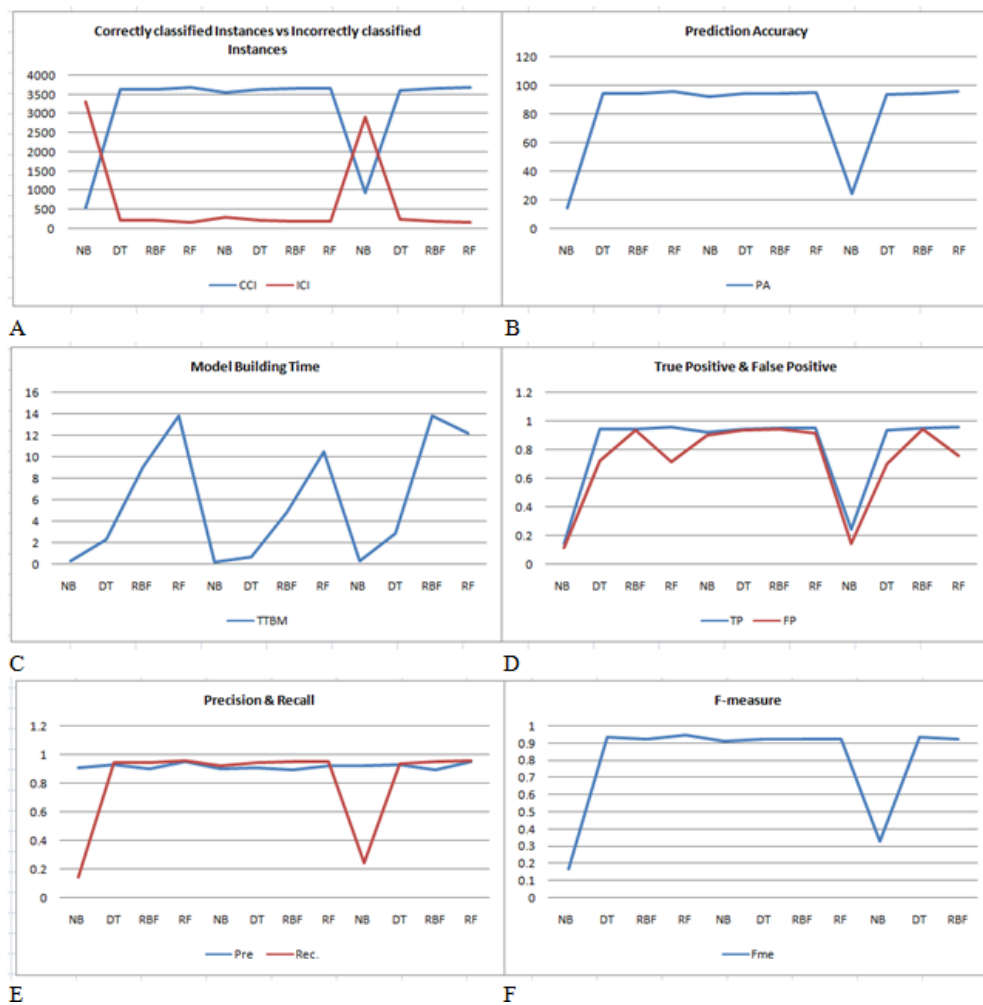 Correctly classified Instances vs Incorrectly classified
Instances
4000
3500
3000
2500
2000
1500
1000
500
0
NB DT RBF RF NB DT RBF RF NB DT RBF RF
CCI ICI
A
Prediction Accuracy
120
100
80
60
40
20
0
NB DT RBF RF NB DT RBF RF NB DT RBF RF
PA
B
Model Building Time
16
14
12
10
8
6
4
2
0
NB DT RBF RF NB DT RBF RF NB DT RBF RF
TTBM
C
True Positive & False Positive
1.2
1
0.8
0.6
0.4
0.2
0
NB DT RBF RF NB DT RBF RF NB DT RBF RF
TP FP
D
Precision & Recall
1.2
1
0.8
0.6
0.4
0.2
0
NB DT RBF RF NB DT RBF RF NB DT RBF RF
Pre Rec.
E
F-measure
1
0.9
0.8
0.7
0.6
0.5
0.4
0.3
0.2
0.1
0
NB DT RBF RF NB DT RBF RF NB DT RBF
Fme
F